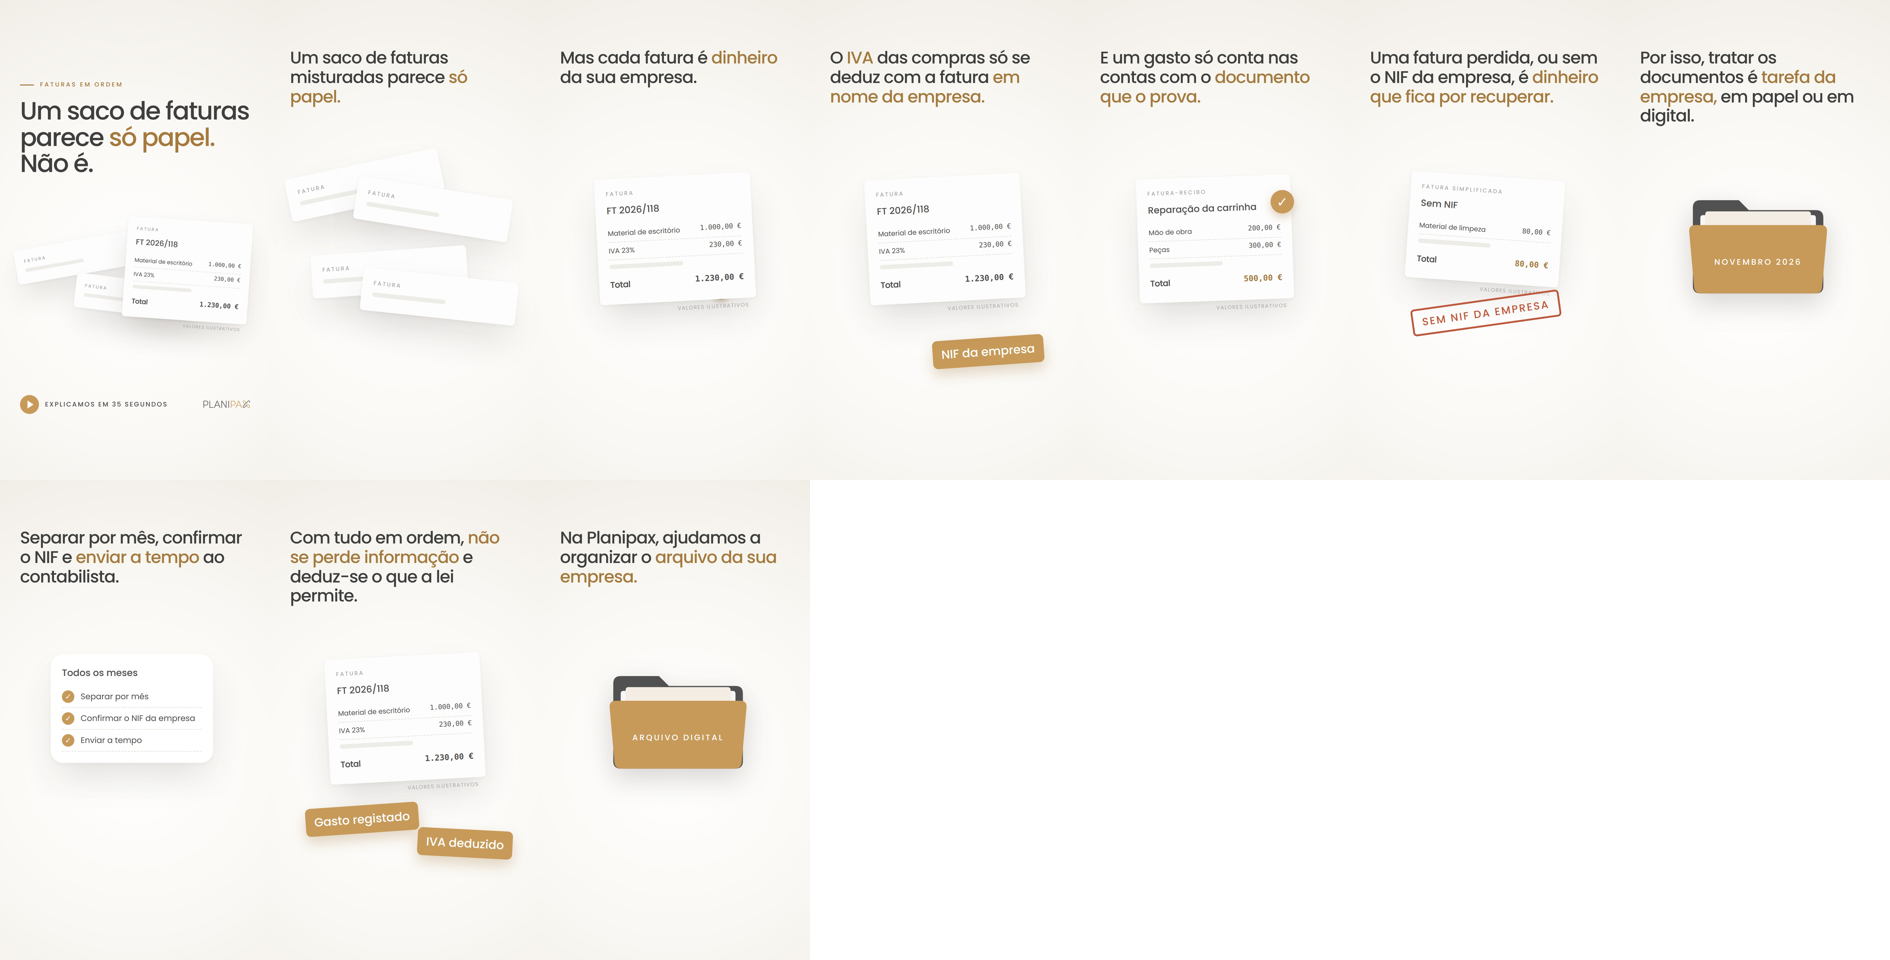 FATURAS EM ORDEM
Um saco de faturas
parece só papel.
Não é.
FATURA
FATURA
FATURA
FT 2026/118
Material de escritório 1.000,00 €
IVA 23% 230,00 €
Total 1.230,00 €
VALORES ILUSTRATIVOS
EXPLICAMOS EM 35 SEGUNDOS
PLANIPAX
Um saco de faturas
misturadas parece só
papel.
FATURA
FATURA
FATURA
FATURA
Mas cada fatura é dinheiro
da sua empresa.
FATURA
FT 2026/118
Material de escritório 1.000,00 €
IVA 23% 230,00 €
Total 1.230,00 €
VALORES ILUSTRATIVOS
O IVA das compras só se
deduz com a fatura em
nome da empresa.
FATURA
FT 2026/118
Material de escritório 1.000,00 €
IVA 23% 230,00 €
Total 1.230,00 €
VALORES ILUSTRATIVOS
NIF da empresa
E um gasto só conta nas
contas com o documento
que o prova.
FATURA-RECIBO
Reparação da carrinha
Mão de obra 200,00 €
Peças 300,00 €
Total 500,00 €
VALORES ILUSTRATIVOS
Uma fatura perdida, ou sem
o NIF da empresa, é dinheiro
que fica por recuperar.
FATURA SIMPLIFICADA
Sem NIF
Material de limpeza 80,00 €
Total 80,00 €
VALORES ILUSTRATIVOS
SEM NIF DA EMPRESA
Por isso, tratar os
documentos é tarefa da
empresa, em papel ou em
digital.
NOVEMBRO 2026
Separar por mês, confirmar
o NIF e enviar a tempo ao
contabilista.
Todos os meses
Separar por mês
Confirmar o NIF da empresa
Enviar a tempo
Com tudo em ordem, não
se perde informação e
deduz-se o que a lei
permite.
FATURA
FT 2026/118
Material de escritório 1.000,00 €
IVA 23% 230,00 €
Total 1.230,00 €
VALORES ILUSTRATIVOS
Gasto registado
IVA deduzido
Na Planipax, ajudamos a
organizar o arquivo da sua
empresa.
ARQUIVO DIGITAL